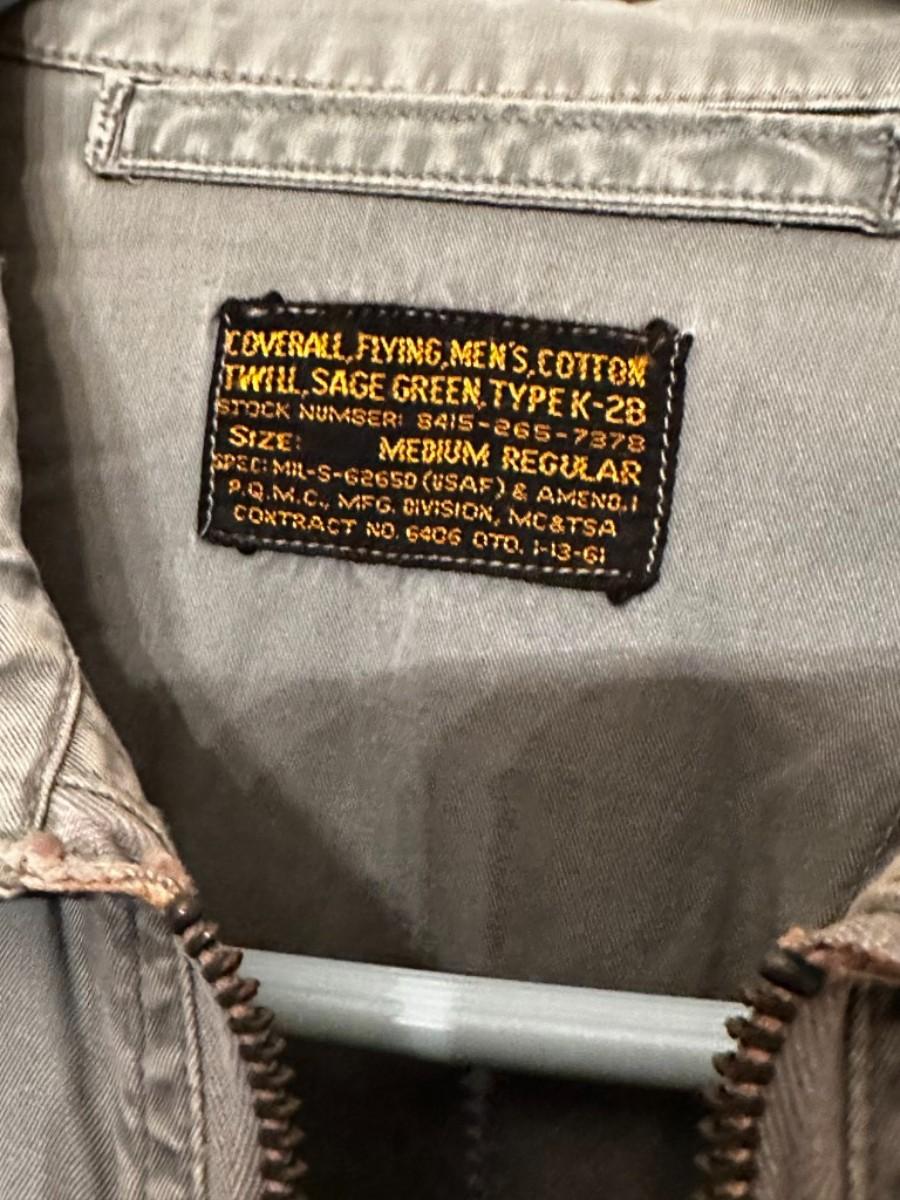 COVERALL, FLYING, MEN'S, COTTON
TWILL, SAGE GREEN, TYPE K-2B
STOCK NUMBER: 8415-265-7378
SIZE: MEDIUM REGULAR
SPEC: MIL-S-6265D (USAF) & AMEND.1
P.Q.M.C., MFG. DIVISION, MC&TSA
CONTRACT NO. 6406 OTD. 1-13-61